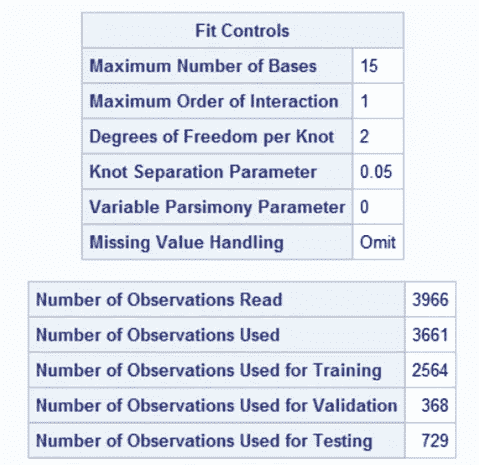 Fit Controls
Maximum Number of Bases 15
Maximum Order of Interaction 1
Degrees of Freedom per Knot 2
Knot Separation Parameter 0.05
Variable Parsimony Parameter 0
Missing Value Handling Omit
Number of Observations Read 3966
Number of Observations Used 3661
Number of Observations Used for Training 2564
Number of Observations Used for Validation 368
Number of Observations Used for Testing 729